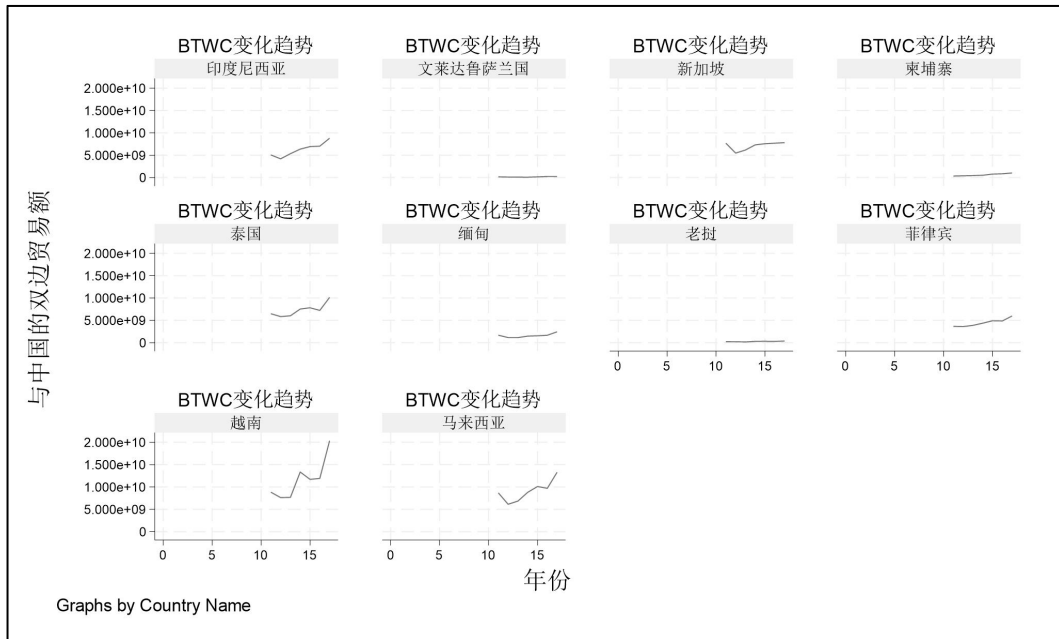 BTWC变化趋势 BTWC变化趋势 BTWC变化趋势 BTWC变化趋势
印度尼西亚 文莱达鲁萨兰国 新加坡 柬埔寨
2.000e+10
1.500e+10
1.000e+10
5.000e+09
0
BTWC变化趋势 BTWC变化趋势 BTWC变化趋势 BTWC变化趋势
泰国 缅甸 老挝 菲律宾
2.000e+10
1.500e+10
1.000e+10
5.000e+09
0
0 5 10 15 0 5 10 15
BTWC变化趋势 BTWC变化趋势
越南 马来西亚
2.000e+10
1.500e+10
1.000e+10
5.000e+09
0
0 5 10 15 0 5 10 15
与中国的双边贸易额
年份
Graphs by Country Name